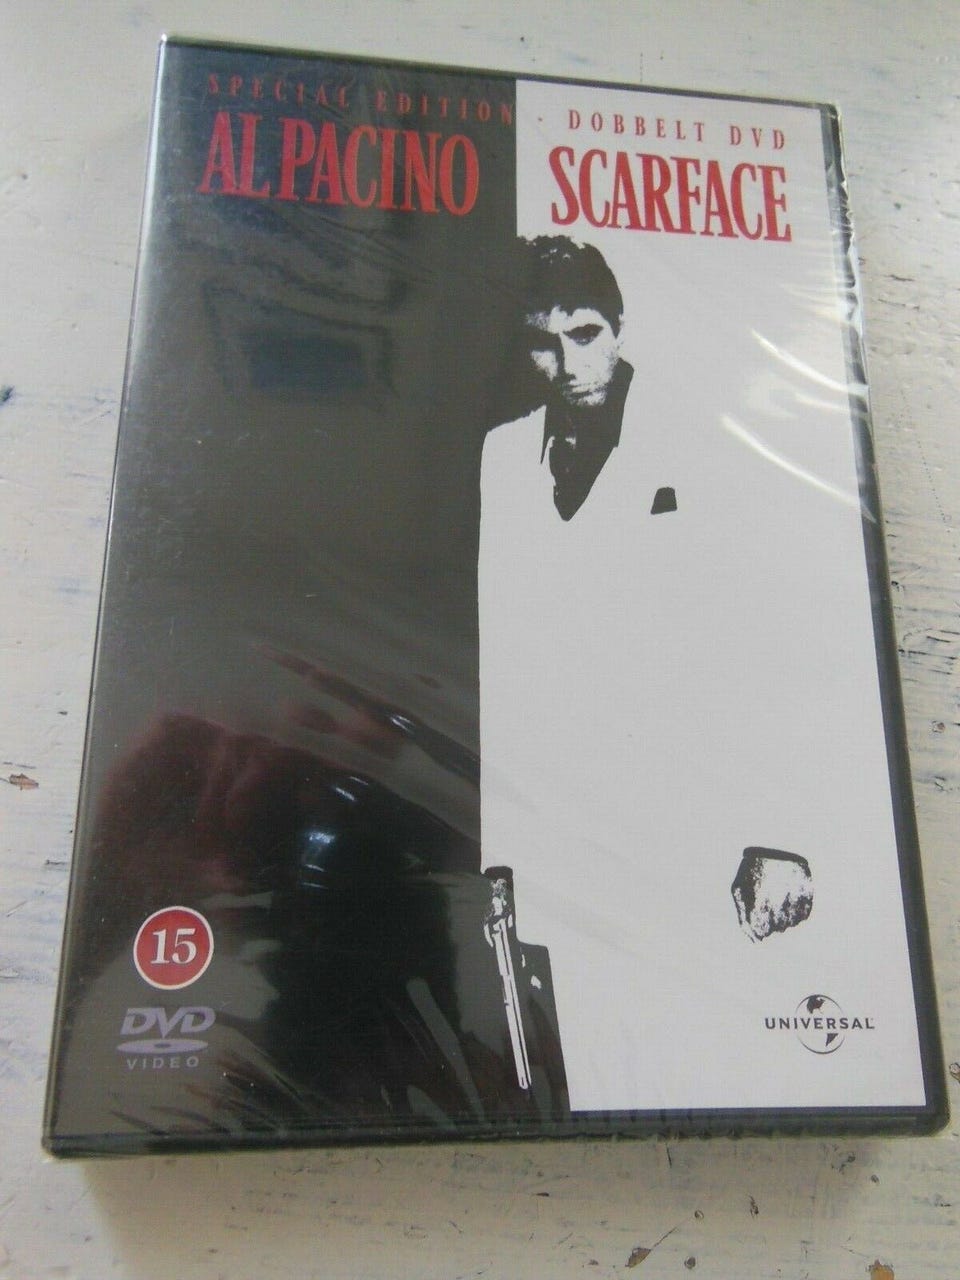 SPECIAL EDITION · DOBBELT DVD
AL PACINO SCARFACE
15
DVD
VIDEO
UNIVERSAL